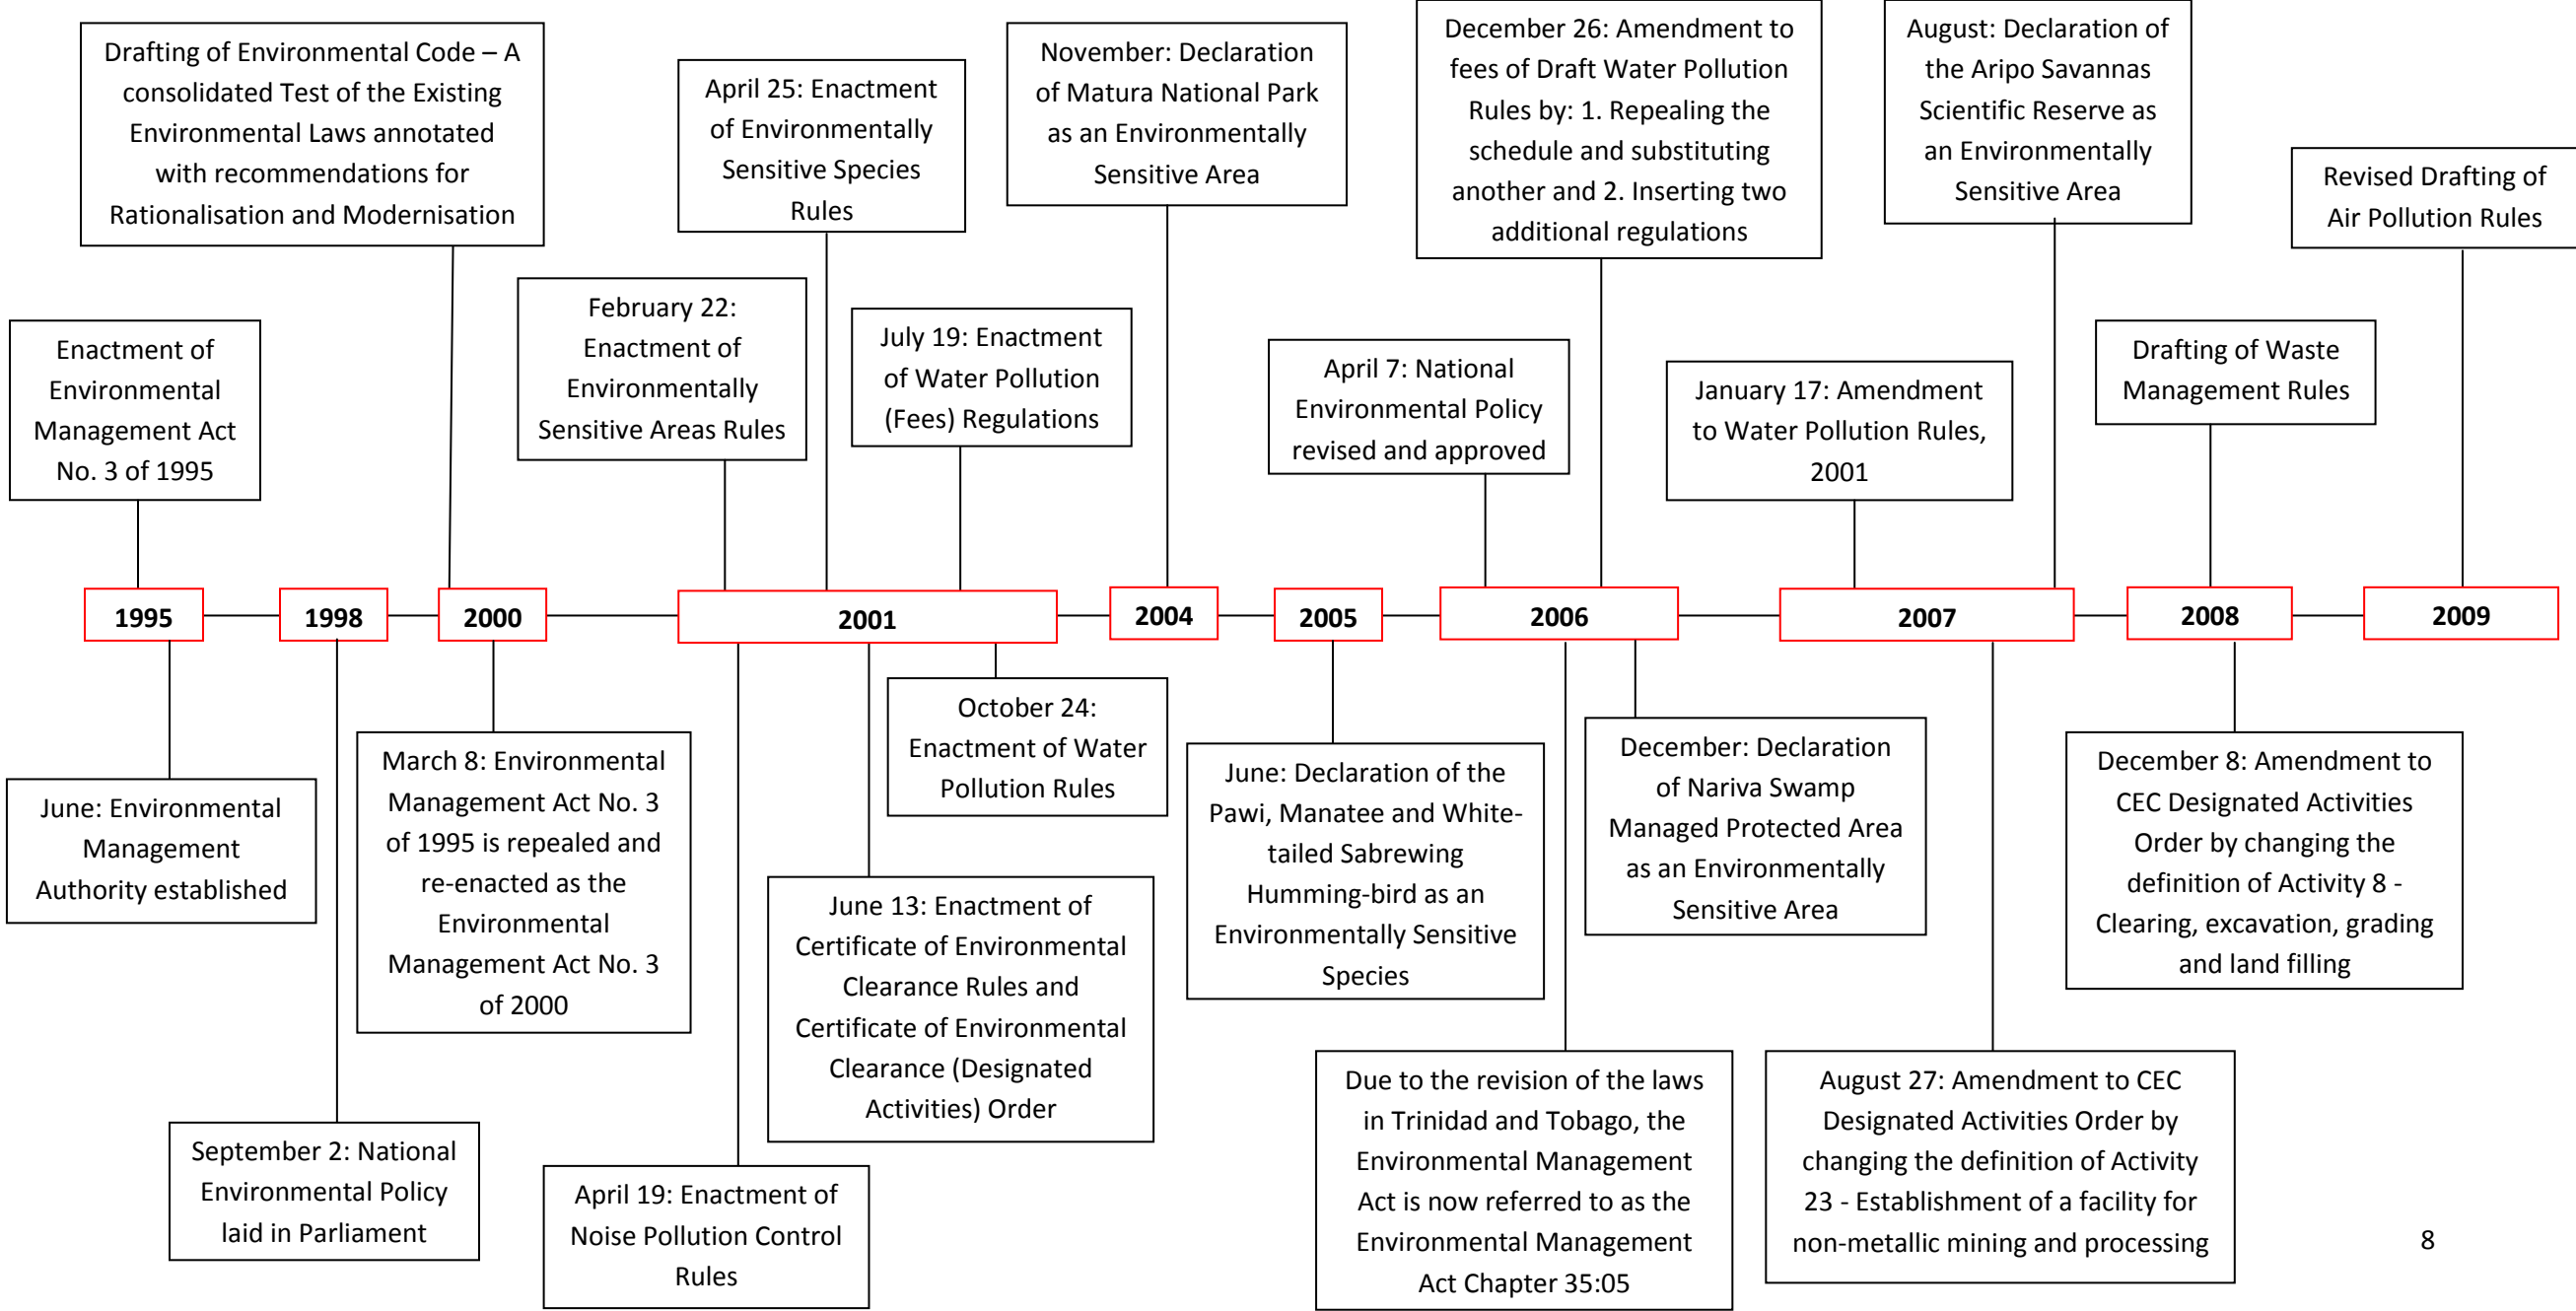 Drafting of Environmental Code – A
consolidated Test of the Existing
Environmental Laws annotated
with recommendations for
Rationalisation and Modernisation
April 25: Enactment
of Environmentally
Sensitive Species
Rules
November: Declaration
of Matura National Park
as an Environmentally
Sensitive Area
December 26: Amendment to
fees of Draft Water Pollution
Rules by: 1. Repealing the
schedule and substituting
another and 2. Inserting two
additional regulations
August: Declaration of
the Aripo Savannas
Scientific Reserve as
an Environmentally
Sensitive Area
Revised Drafting of
Air Pollution Rules
Enactment of
Environmental
Management Act
No. 3 of 1995
February 22:
Enactment of
Environmentally
Sensitive Areas Rules
July 19: Enactment
of Water Pollution
(Fees) Regulations
April 7: National
Environmental Policy
revised and approved
January 17: Amendment
to Water Pollution Rules,
2001
Drafting of Waste
Management Rules
1995
1998
2000
2001
2004
2005
2006
2007
2008
2009
June: Environmental
Management
Authority established
September 2: National
Environmental Policy
laid in Parliament
March 8: Environmental
Management Act No. 3
of 1995 is repealed and
re-enacted as the
Environmental
Management Act No. 3
of 2000
April 19: Enactment of
Noise Pollution Control
Rules
June 13: Enactment of
Certificate of Environmental
Clearance Rules and
Certificate of Environmental
Clearance (Designated
Activities) Order
October 24:
Enactment of Water
Pollution Rules
June: Declaration of the
Pawi, Manatee and White-
tailed Sabrewing
Humming-bird as an
Environmentally Sensitive
Species
Due to the revision of the laws
in Trinidad and Tobago, the
Environmental Management
Act is now referred to as the
Environmental Management
Act Chapter 35:05
December: Declaration
of Nariva Swamp
Managed Protected Area
as an Environmentally
Sensitive Area
August 27: Amendment to CEC
Designated Activities Order by
changing the definition of Activity
23 - Establishment of a facility for
non-metallic mining and processing
December 8: Amendment to
CEC Designated Activities
Order by changing the
definition of Activity 8 -
Clearing, excavation, grading
and land filling
8